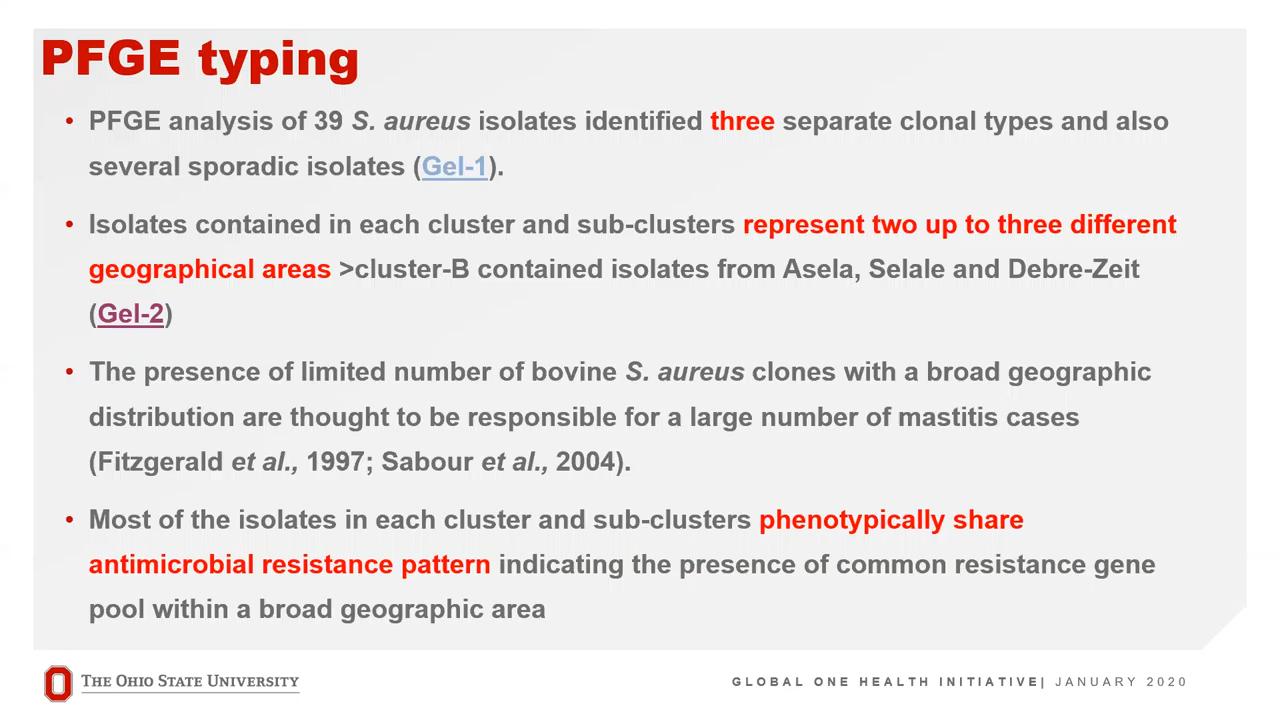 PFGE typing
• PFGE analysis of 39 S. aureus isolates identified three separate clonal types and also
several sporadic isolates (Gel-1).
• Isolates contained in each cluster and sub-clusters represent two up to three different
geographical areas >cluster-B contained isolates from Asela, Selale and Debre-Zeit
(Gel-2)
• The presence of limited number of bovine S. aureus clones with a broad geographic
distribution are thought to be responsible for a large number of mastitis cases
(Fitzgerald et al., 1997; Sabour et al., 2004).
• Most of the isolates in each cluster and sub-clusters phenotypically share
antimicrobial resistance pattern indicating the presence of common resistance gene
pool within a broad geographic area
THE OHIO STATE UNIVERSITY
GLOBAL ONE HEALTH INITIATIVE| JANUARY 2020